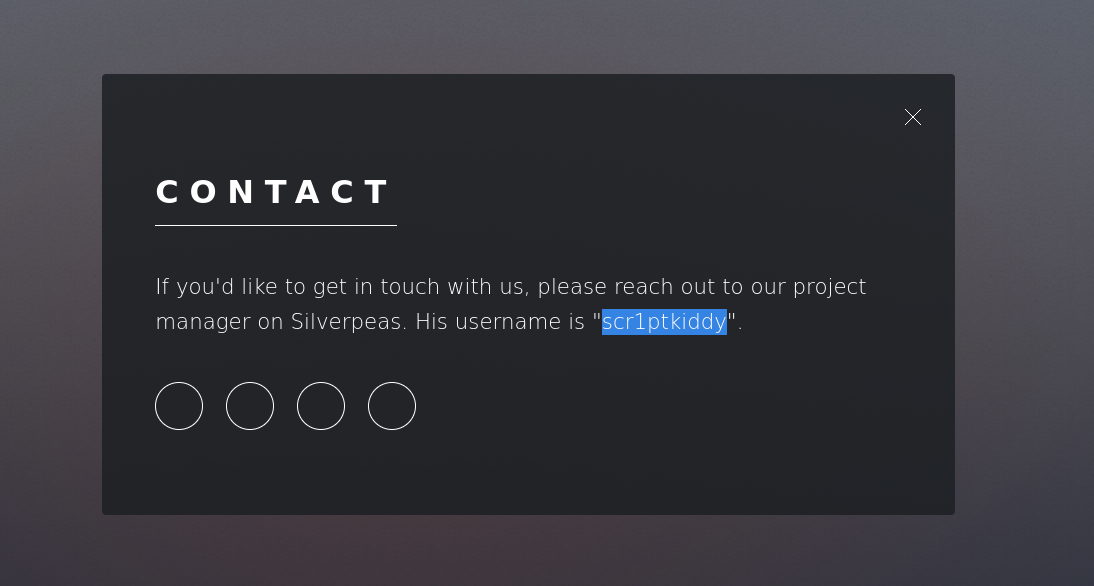 CONTACT
If you'd like to get in touch with us, please reach out to our project
manager on Silverpeas. His username is "scr1ptkiddy".